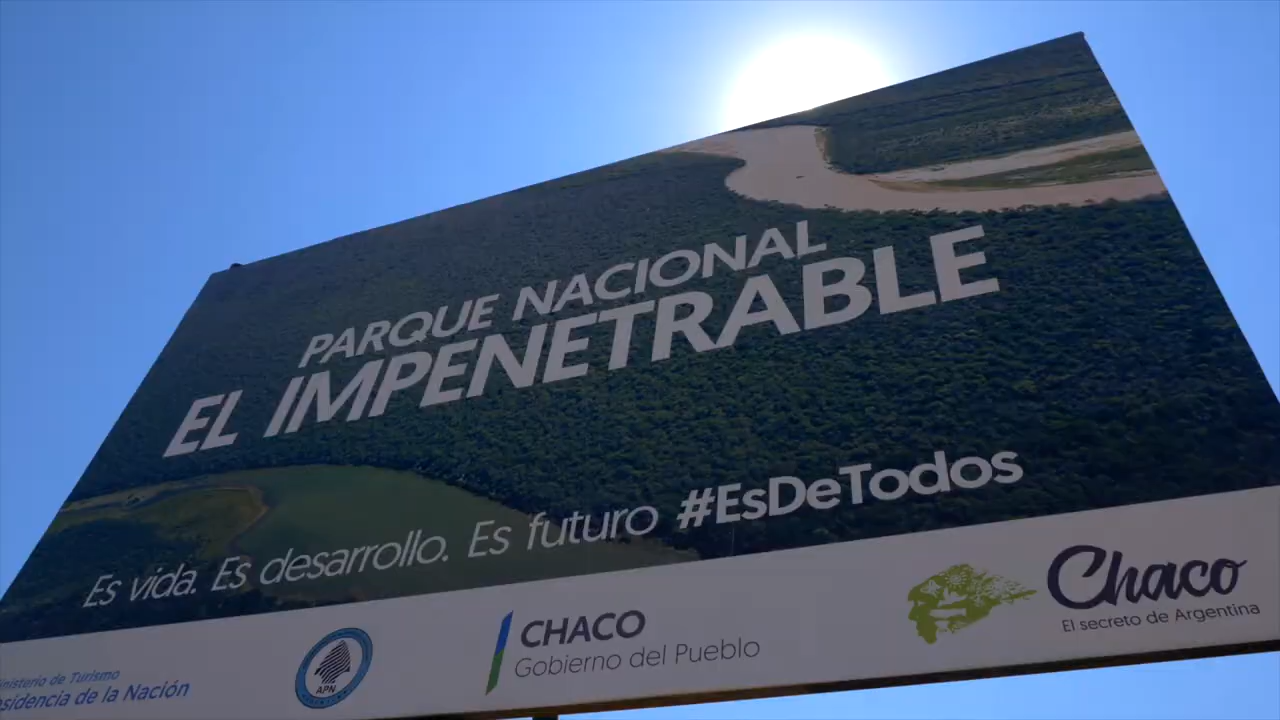 PARQUE NACIONAL
EL IMPENETRABLE
Es vida. Es desarrollo. Es futuro #EsDeTodos
Ministerio de Turismo
esidencia de la Nación
APN
CHACO
Gobierno del Pueblo
Chaco
El secreto de Argentina